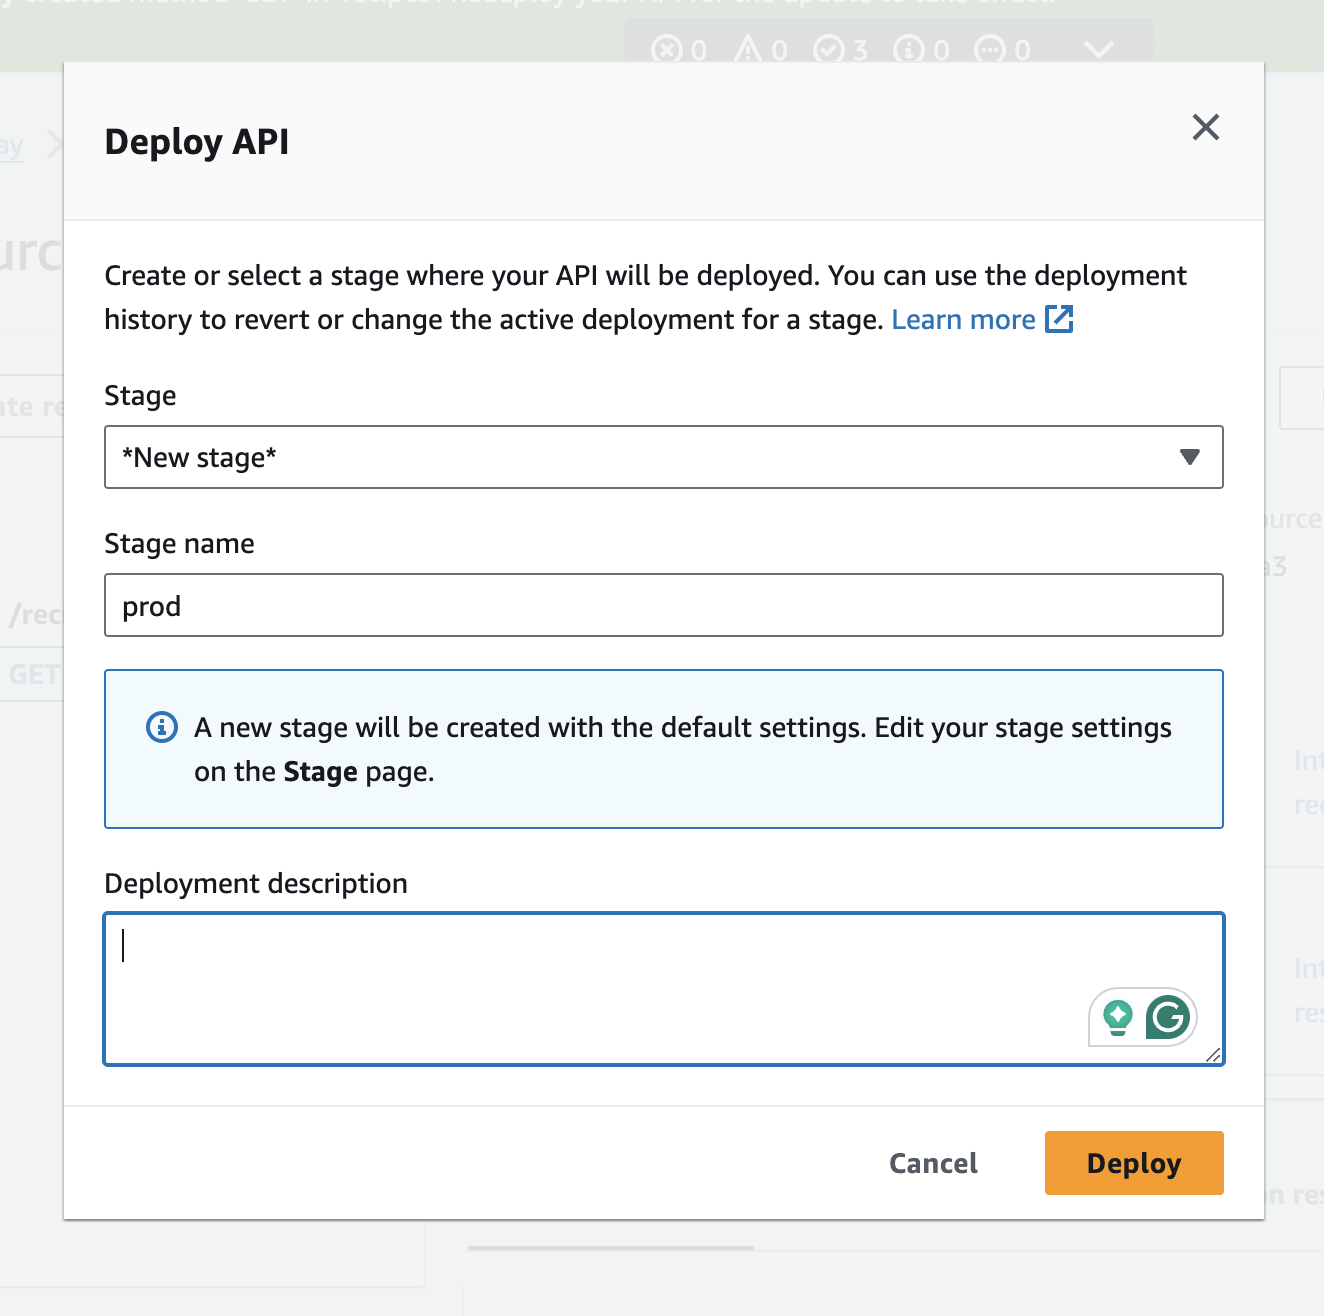 0 0 3 0 0
Deploy API
Create or select a stage where your API will be deployed. You can use the deployment
history to revert or change the active deployment for a stage. Learn more
Stage
*New stage*
Stage name
prod
/reci
GET
A new stage will be created with the default settings. Edit your stage settings
on the Stage page.
Deployment description
Cancel
Deploy